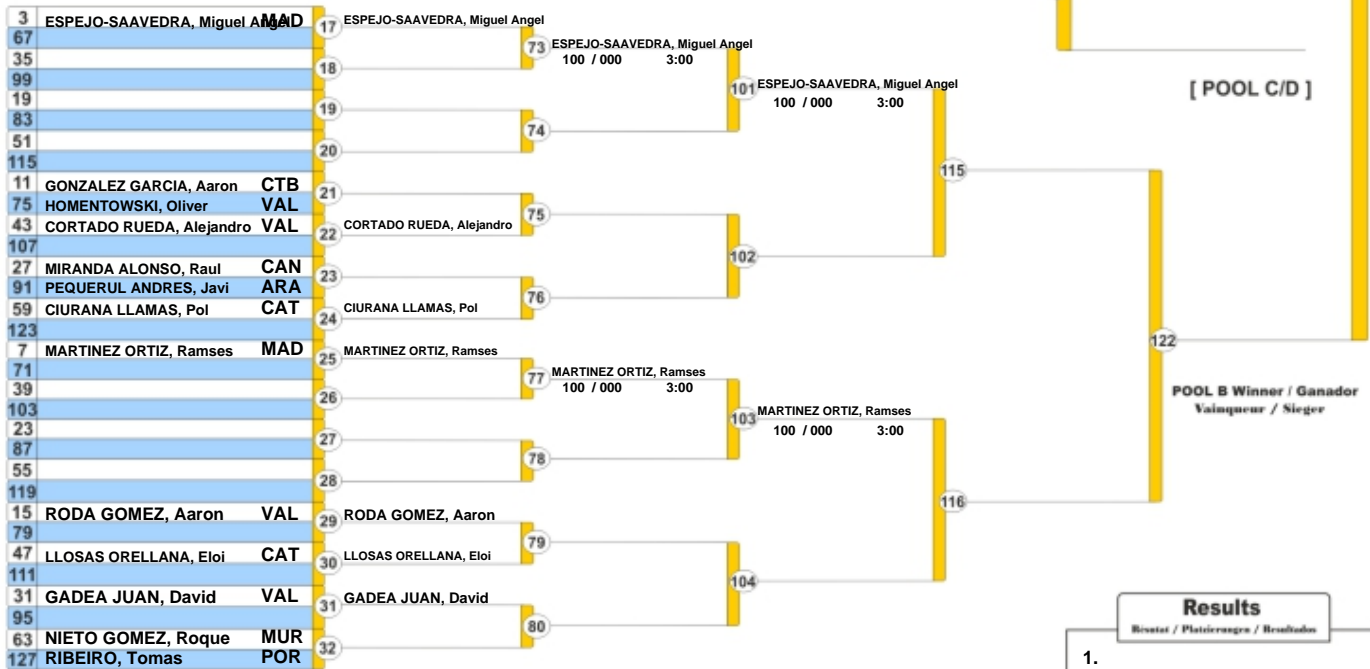 3 ESPEJO-SAAVEDRA, Miguel Angel MAD 17 ESPEJO-SAAVEDRA, Miguel Angel
67
73 ESPEJO-SAAVEDRA, Miguel Angel
35 100 / 000 3:00
18
99
101 ESPEJO-SAAVEDRA, Miguel Angel
[ POOL C/D ]
19 100 / 000 3:00
19
83
74
51
20
115
115
11 GONZALEZ GARCIA, Aaron CTB
21
75 HOMENTOWSKI, Oliver VAL
75
43 CORTADO RUEDA, Alejandro VAL 22 CORTADO RUEDA, Alejandro
107
102
27 MIRANDA ALONSO, Raul CAN
23
91 PEQUERUL ANDRES, Javi ARA
76
59 CIURANA LLAMAS, Pol CAT 24 CIURANA LLAMAS, Pol
123
122
7 MARTINEZ ORTIZ, Ramses MAD 25 MARTINEZ ORTIZ, Ramses
71
77 MARTINEZ ORTIZ, Ramses
39 100 / 000 3:00
26
POOL B Winner / Ganador
Vainqueur / Sieger
103
103 MARTINEZ ORTIZ, Ramses
23 100 / 000 3:00
27
87
78
55
28
119
116
15 RODA GOMEZ, Aaron VAL 29 RODA GOMEZ, Aaron
79
79
47 LLOSAS ORELLANA, Eloi CAT 30 LLOSAS ORELLANA, Eloi
111
104
31 GADEA JUAN, David VAL 31 GADEA JUAN, David
95
80
Results
63 NIETO GOMEZ, Roque MUR 32
/ Platzierungen / Resultados
127 RIBEIRO, Tomas POR
1.